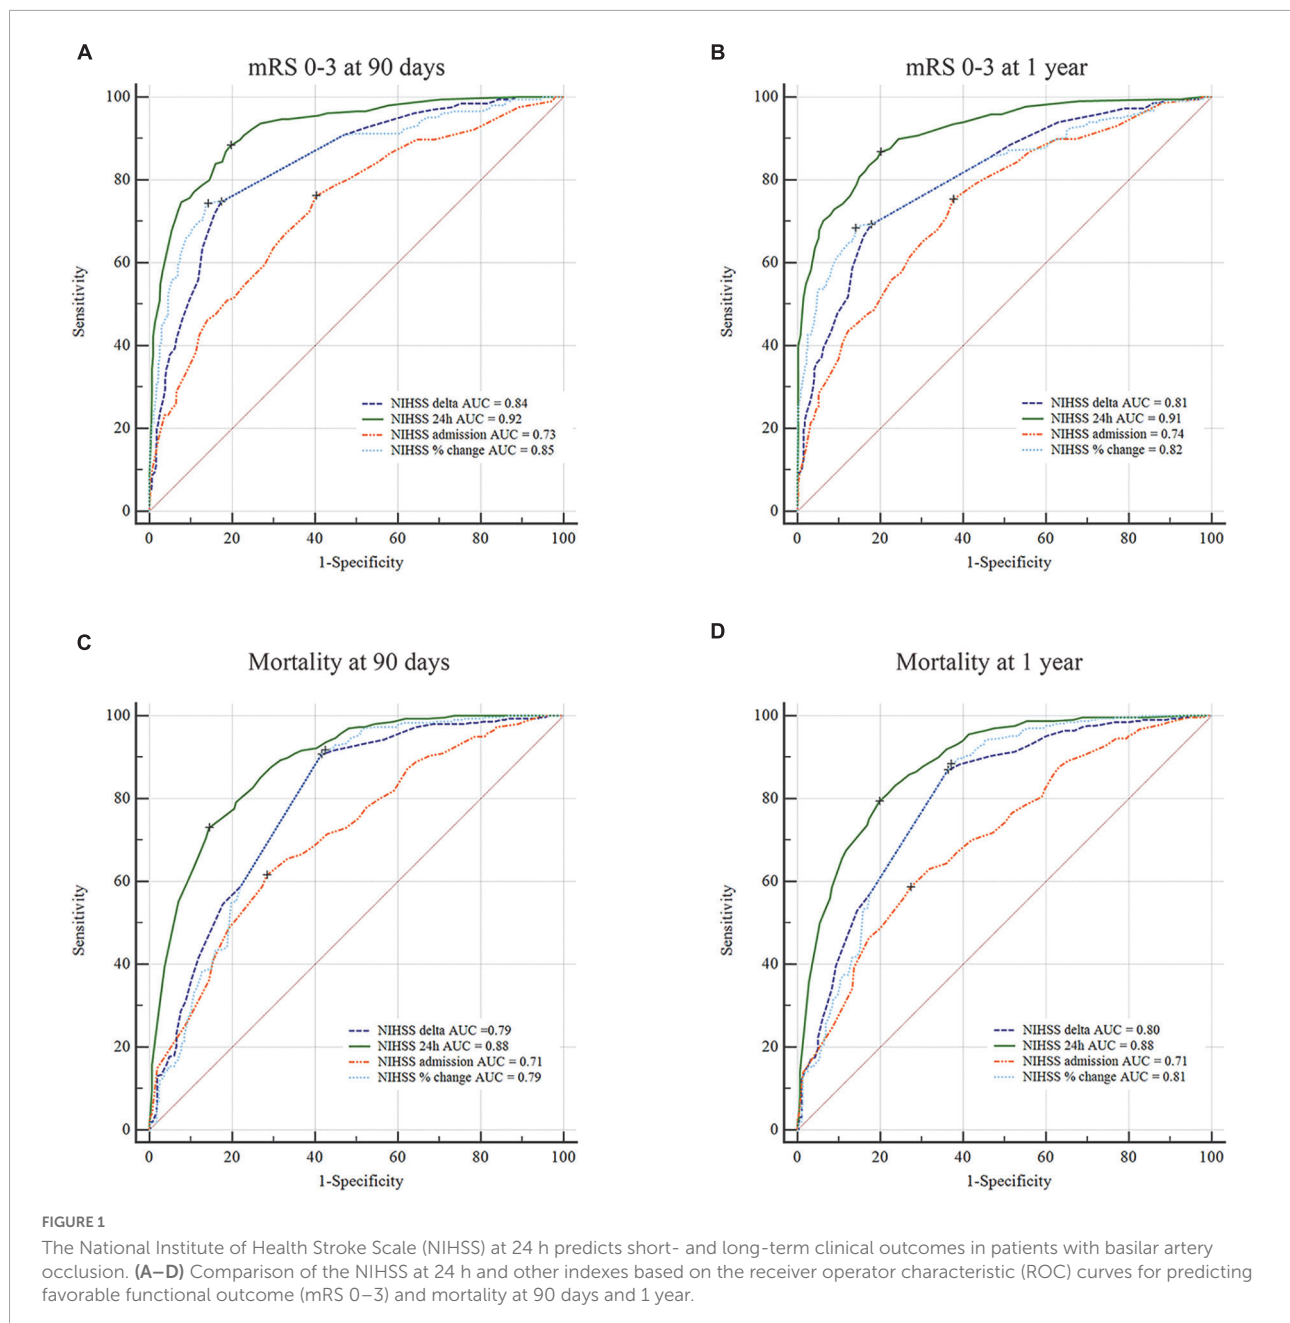 A
mRS 0-3 at 90 days
100
80
60
40
20
0
Sensitivity
NIHSS delta AUC = 0.84
NIHSS 24h AUC = 0.92
NIHSS admission AUC = 0.73
NIHSS % change AUC = 0.85
0 20 40 60 80 100
1-Specificity
B
mRS 0-3 at 1 year
100
80
60
40
20
0
Sensitivity
NIHSS delta AUC = 0.81
NIHSS 24h AUC = 0.91
NIHSS admission = 0.74
NIHSS % change = 0.82
0 20 40 60 80 100
1-Specificity
C
Mortality at 90 days
100
80
60
40
20
0
Sensitivity
NIHSS delta AUC =0.79
NIHSS 24h AUC = 0.88
NIHSS admission AUC = 0.71
NIHSS % change AUC = 0.79
0 20 40 60 80 100
1-Specificity
D
Mortality at 1 year
100
80
60
40
20
0
Sensitivity
NIHSS delta AUC = 0.80
NIHSS 24h AUC = 0.88
NIHSS admission AUC = 0.71
NIHSS % change AUC = 0.81
0 20 40 60 80 100
1-Specificity
FIGURE 1
The National Institute of Health Stroke Scale (NIHSS) at 24 h predicts short- and long-term clinical outcomes in patients with basilar artery
occlusion. (A–D) Comparison of the NIHSS at 24 h and other indexes based on the receiver operator characteristic (ROC) curves for predicting
favorable functional outcome (mRS 0–3) and mortality at 90 days and 1 year.